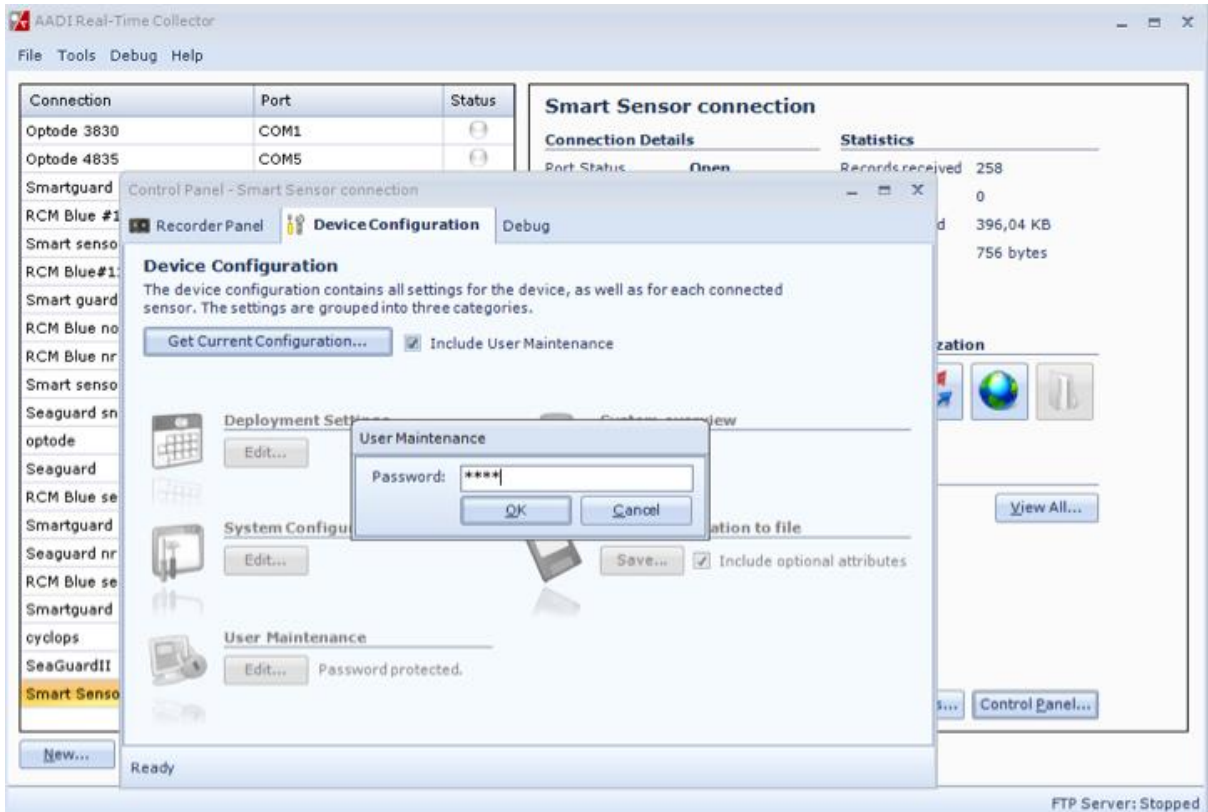 AADI Real-Time Collector
File Tools Debug Help
Connection Port Status
Optode 3830 COM1
Optode 4835 COM5
Smartguard
RCM Blue #1
Smart senso
RCM Blue#1
Smart guard
RCM Blue no
RCM Blue nr
Smart senso
Seaguard sn
optode
Seaguard
RCM Blue se
Smartguard
Seaguard nr
RCM Blue se
Smartguard
cyclops
SeaGuardII
Smart Senso
New...
Smart Sensor connection
Connection Details Statistics
Port Status Open Records received 258
0
d 396,04 KB
756 bytes
zation
View All...
s... Control Panel...
Control Panel - Smart Sensor connection
Recorder Panel Device Configuration Debug
Device Configuration
The device configuration contains all settings for the device, as well as for each connected
sensor. The settings are grouped into three categories.
Get Current Configuration... Include User Maintenance
Deployment Settings System overview
Edit...
User Maintenance
Password: ****
OK Cancel
System Configu ation to file
Edit... Save... Include optional attributes
User Maintenance
Edit... Password protected.
Ready
FTP Server: Stopped